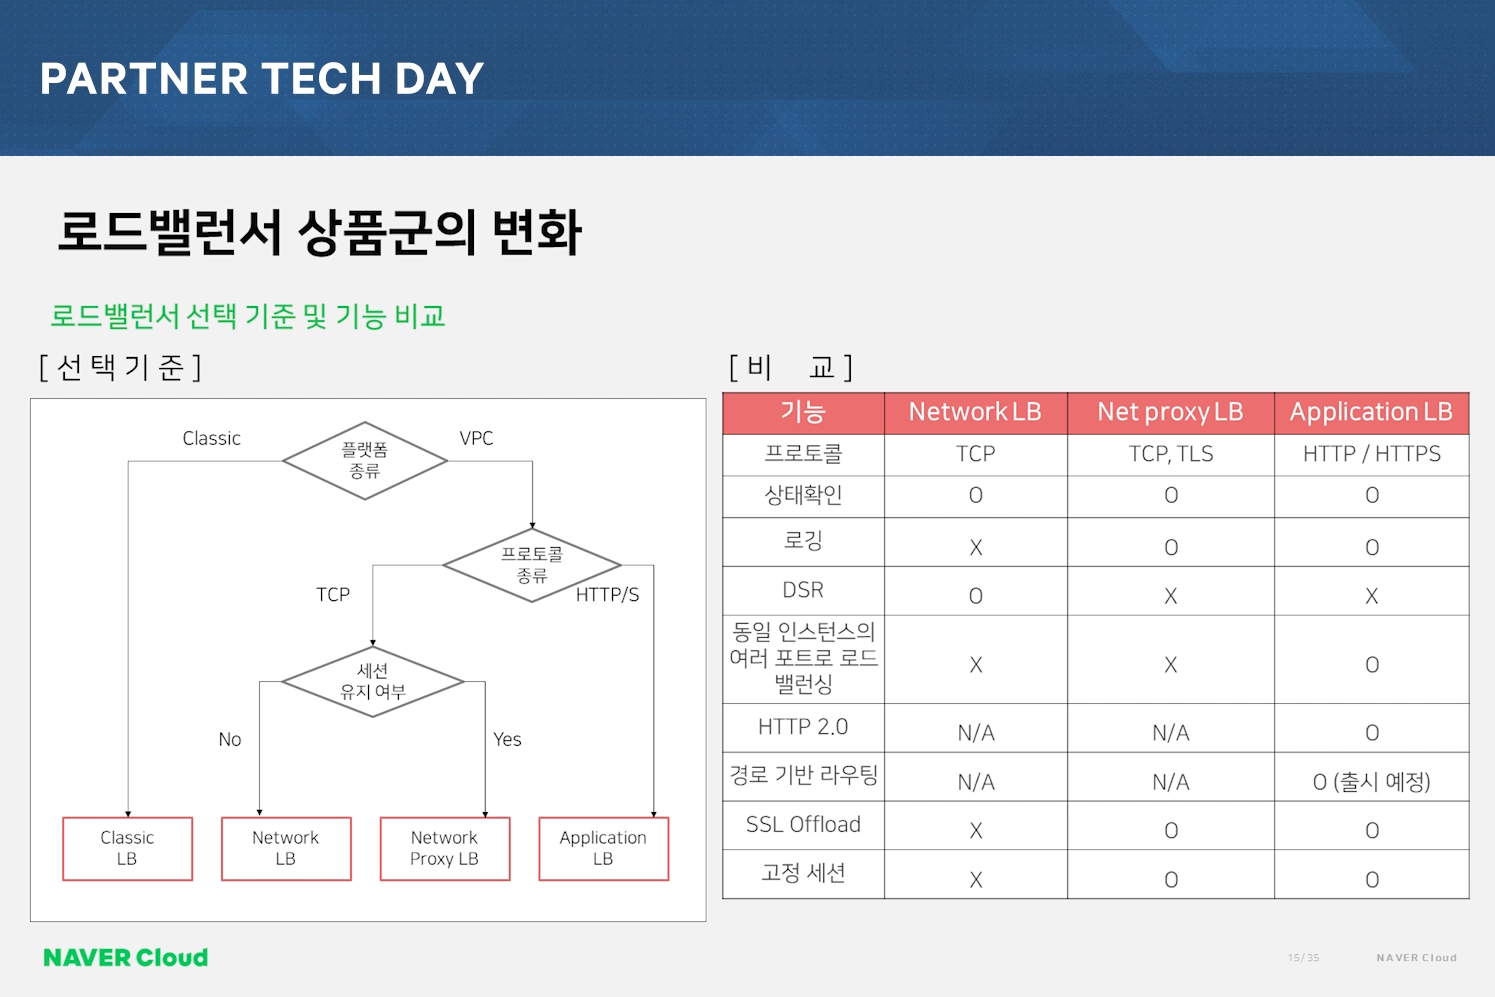 PARTNER TECH DAY
로드밸런서 상품군의 변화
로드밸런서 선택 기준 및 기능 비교
[ 선 택 기 준 ]
Classic
플랫폼
종류
VPC
프로토콜
종류
TCP
HTTP/S
세션
유지 여부
No
Yes
Classic
LB
Network
LB
Network
Proxy LB
Application
LB
[ 비 교 ]
기능 Network LB Net proxy LB Application LB
프로토콜 TCP TCP, TLS HTTP / HTTPS
상태확인 O O O
로깅 X O O
DSR O X X
동일 인스턴스의
여러 포트로 로드
밸런싱
X X O
HTTP 2.0 N/A N/A O
경로 기반 라우팅 N/A N/A O (출시 예정)
SSL Offload X O O
고정 세션 X O O
NAVER Cloud
15/35
NAVER Cloud